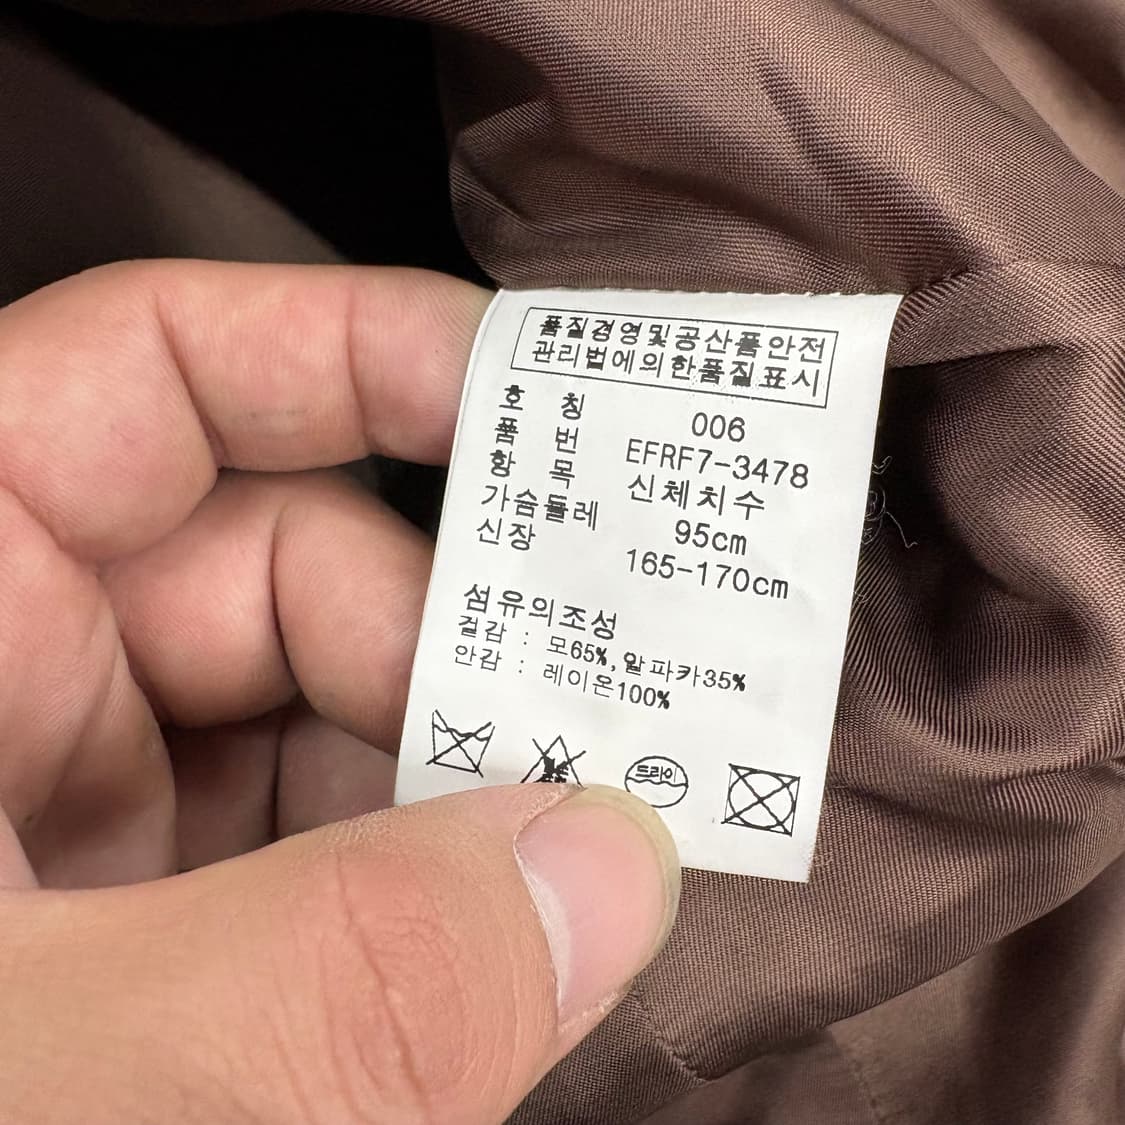 품질경영및공산품안전
관리법에의한품질표시
호 칭 006
품 번 EFRF7-3478
항 목 신체치수
가슴둘레 95cm
신장 165-170cm
섬유의조성
겉감 : 모65%, 알파카35%
안감 : 레이온100%
드라이